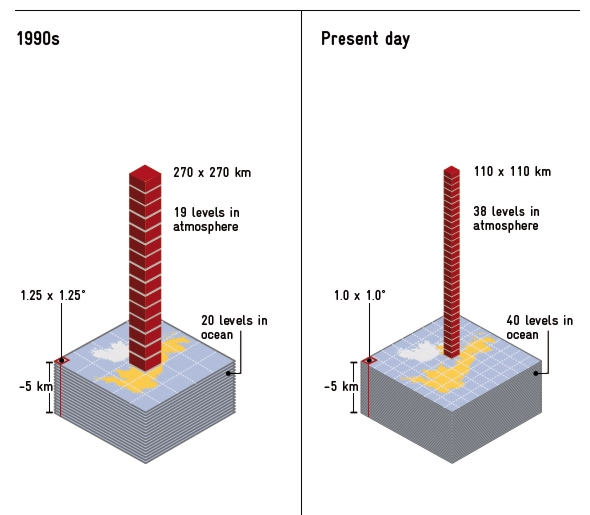 1990s
270 x 270 km
19 levels in
atmosphere
1.25 x 1.25°
20 levels in
ocean
-5 km
Present day
110 x 110 km
38 levels in
atmosphere
1.0 x 1.0°
40 levels in
ocean
-5 km